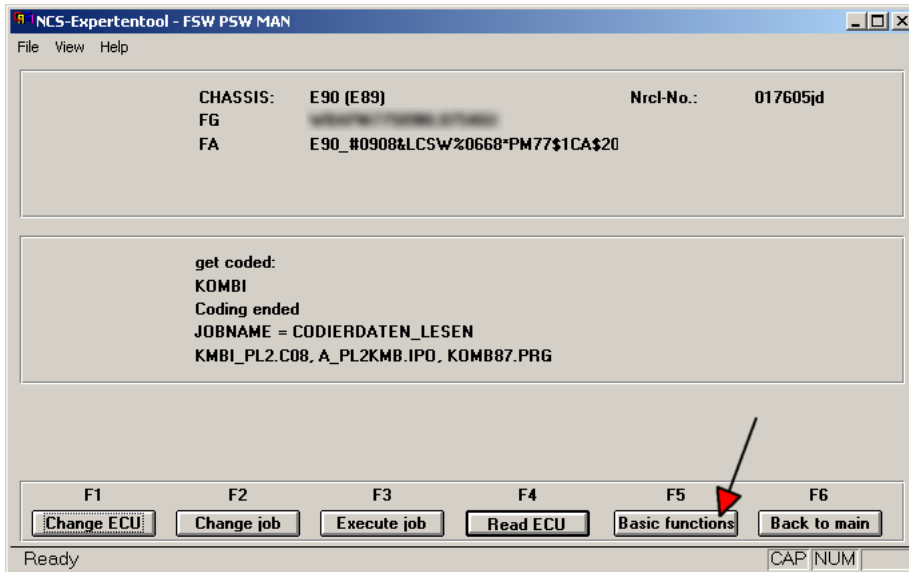 NCS-Expertentool - FSW PSW MAN
File View Help
CHASSIS: E90 (E89) Nrcl-No.: 017605jd
FG
FA E90_#0908&LCSW%0668*PM77$1CA$20
get coded:
KOMBI
Coding ended
JOBNAME = CODIERDATEN_LESEN
KMBI_PL2.C08, A_PL2KMB.IPO, KOMB87.PRG
F1 F2 F3 F4 F5 F6
Change ECU Change job Execute job Read ECU Basic functions Back to main
Ready CAP NUM